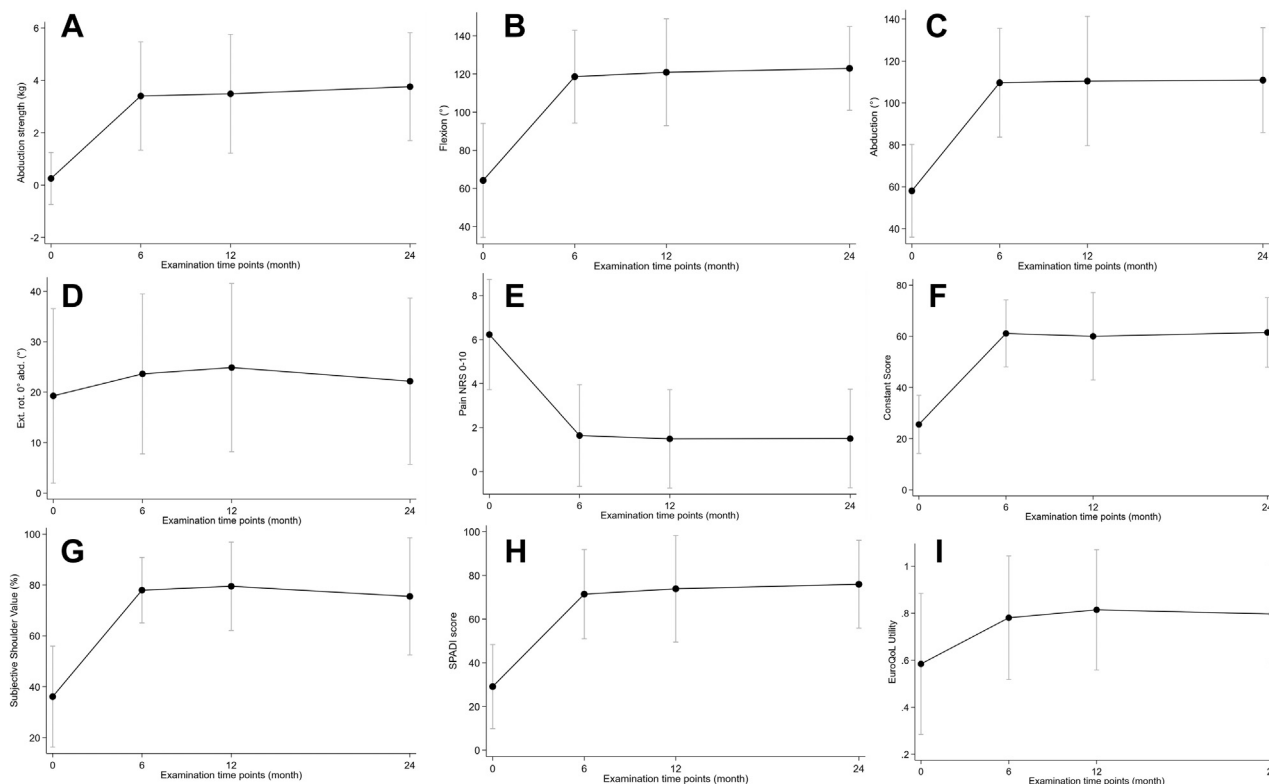 A
Abduction strength (kg)
6
4
2
0
-2
0 6 12 24
Examination time points (month)
B
Flexion (°)
140
120
100
80
60
40
0 6 12 24
Examination time points (month)
C
Abduction (°)
140
120
100
80
60
40
0 6 12 24
Examination time points (month)
D
Ext. rot. 0° abd. (°)
40
30
20
10
0
0 6 12 24
Examination time points (month)
E
Pain NRS 0-10
8
6
4
2
0
0 6 12 24
Examination time points (month)
F
Constant Score
80
60
40
20
0
0 6 12 24
Examination time points (month)
G
Subjective Shoulder Value (%)
100
80
60
40
20
0 6 12 24
Examination time points (month)
H
SPADI score
100
80
60
40
20
0
0 6 12 24
Examination time points (month)
I
EuroQoL Utility
1
.8
.6
.4
.2
0 6 12 24
Examination time points (month)